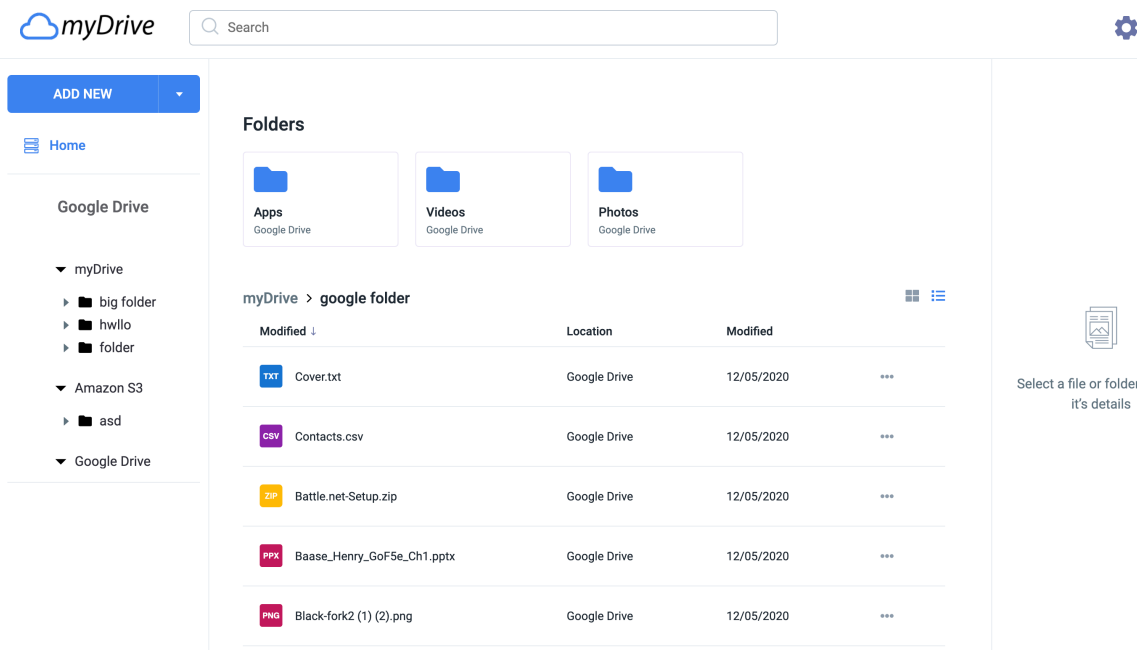 myDrive
Search
ADD NEW
Home
Google Drive
myDrive
big folder
hwllo
folder
Amazon S3
asd
Google Drive
Folders
Apps
Google Drive
Videos
Google Drive
Photos
Google Drive
myDrive > google folder
Modified ↓ Location Modified
TXT Cover.txt Google Drive 12/05/2020
CSV Contacts.csv Google Drive 12/05/2020
ZIP Battle.net-Setup.zip Google Drive 12/05/2020
PPX Baase_Henry_GoF5e_Ch1.pptx Google Drive 12/05/2020
PNG Black-fork2 (1) (2).png Google Drive 12/05/2020
Select a file or folder
it's details